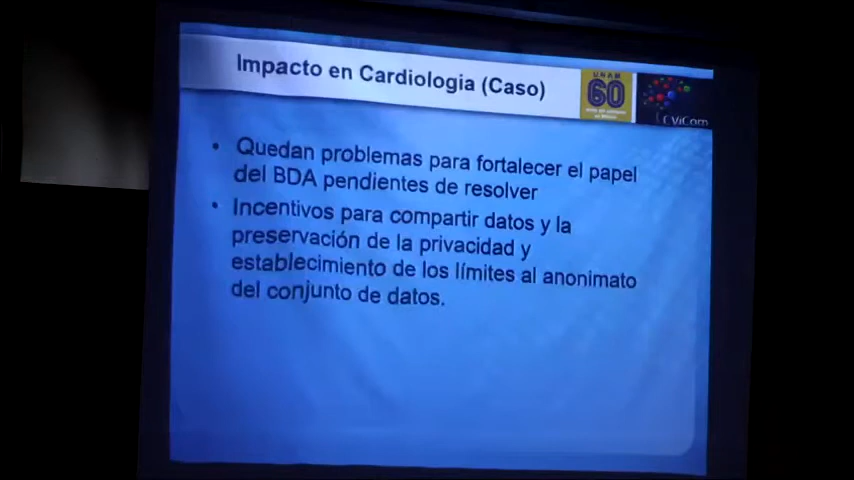 Impacto en Cardiologia (Caso)
UNAM
60
CViCom
• Quedan problemas para fortalecer el papel
del BDA pendientes de resolver
• Incentivos para compartir datos y la
preservación de la privacidad y
establecimiento de los límites al anonimato
del conjunto de datos.